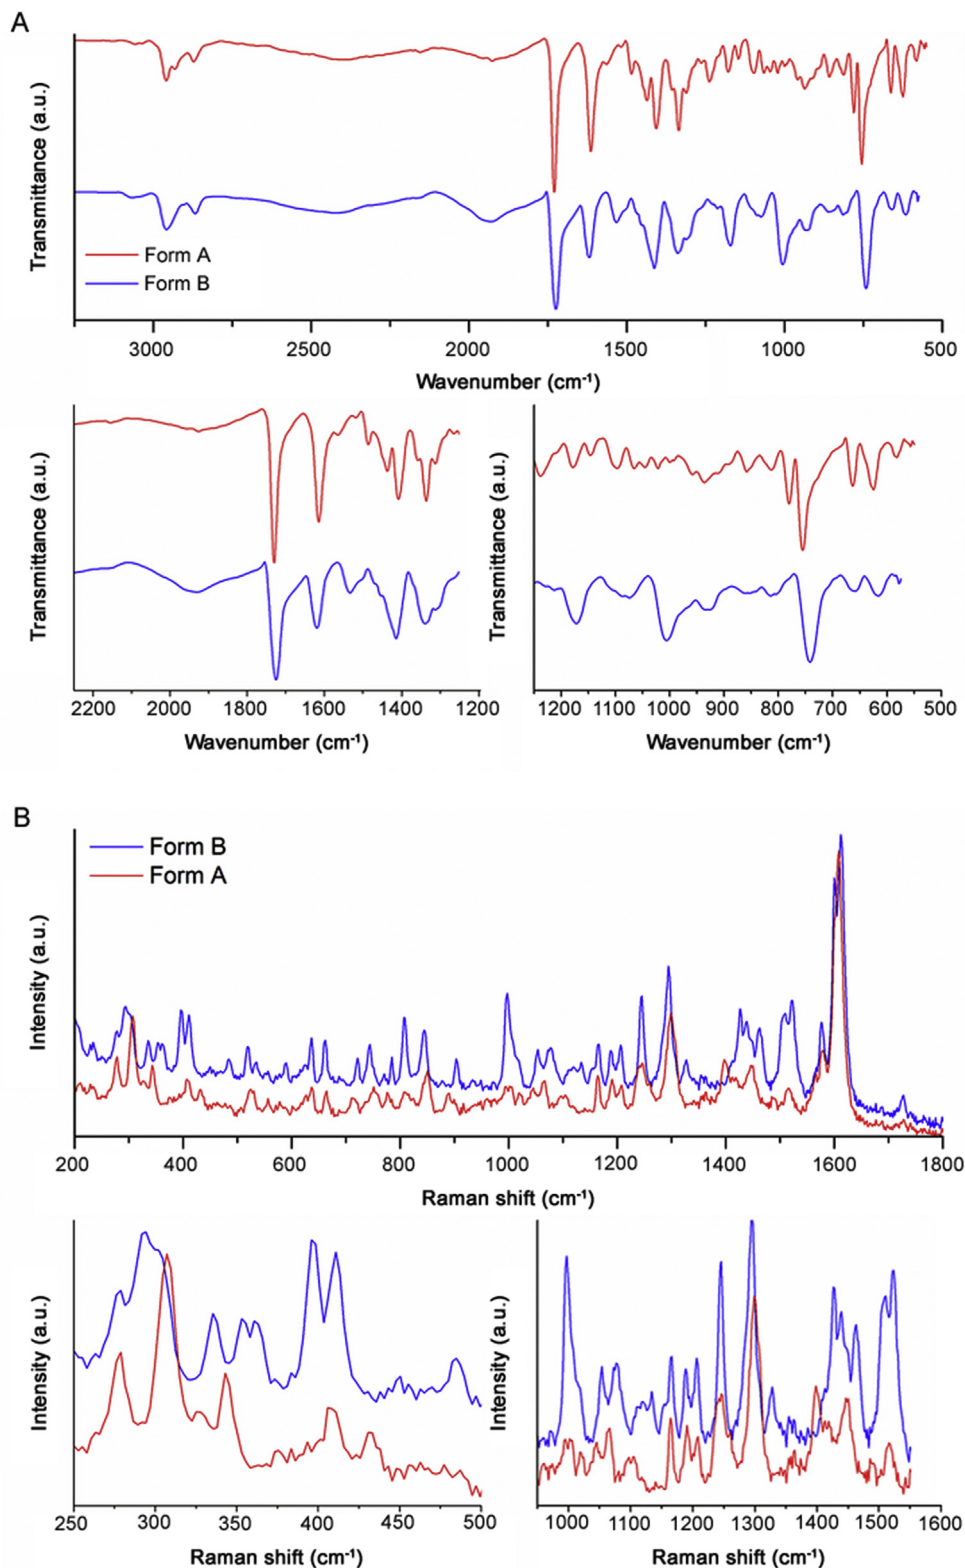 A
Transmittance (a.u.)
Form A
Form B
3000 2500 2000 1500 1000 500
Wavenumber (cm-1)
Transmittance (a.u.)
2200 2000 1800 1600 1400 1200
Wavenumber (cm-1)
Transmittance (a.u.)
1200 1100 1000 900 800 700 600 500
Wavenumber (cm-1)
B
Form B
Form A
Intensity (a.u.)
200 400 600 800 1000 1200 1400 1600 1800
Raman shift (cm-1)
Intensity (a.u.)
250 300 350 400 450 500
Raman shift (cm-1)
Intensity (a.u.)
1000 1100 1200 1300 1400 1500 1600
Raman shift (cm-1)